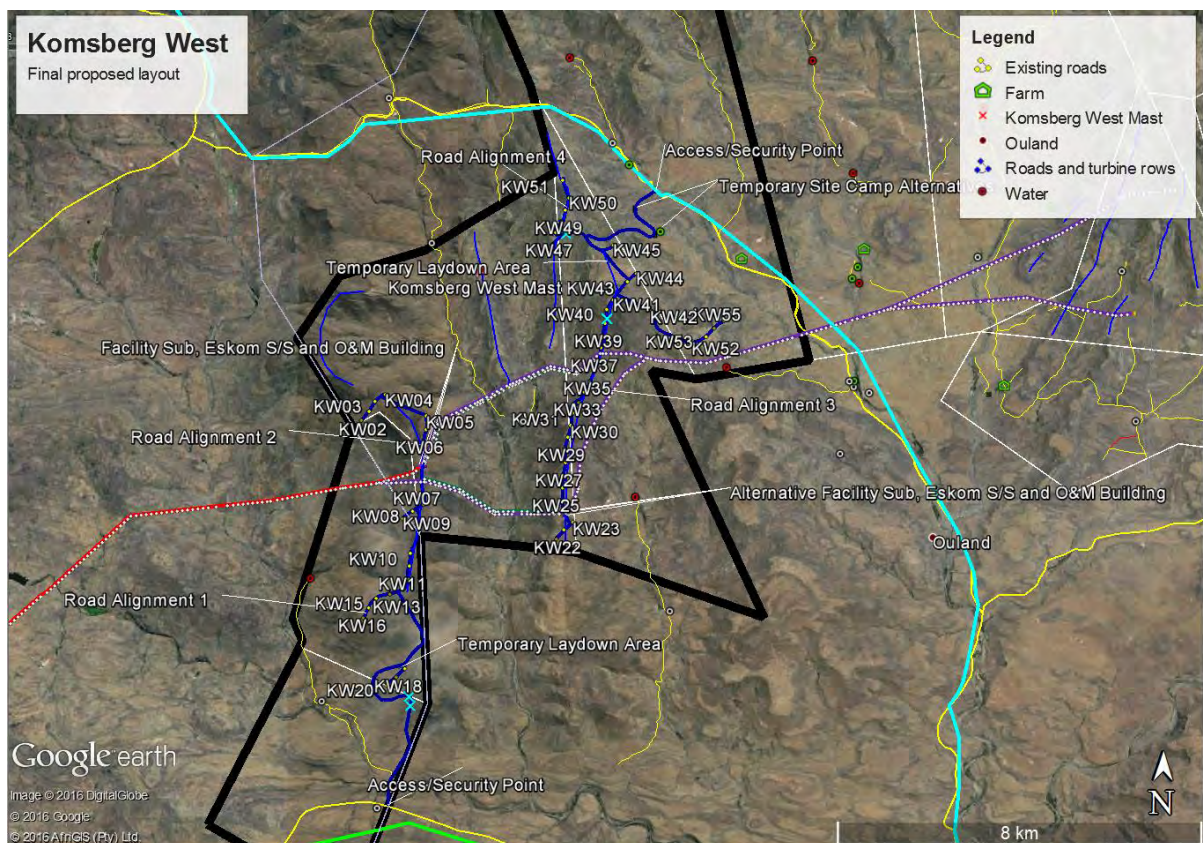 Komsberg West
Final proposed layout
Legend
Existing roads
Farm
Komsberg West Mast
Ouland
Roads and turbine rows
Water
Road Alignment 4
Access/Security Point
KW51
Temporary Site Camp Alternativ
KW50
KW49
KW47
KW45
Temporary Laydown Area
KW44
Komsberg West Mast
KW43
KW41
KW40
KW42
KW55
KW39
KW53
KW52
Facility Sub, Eskom S/S and O&M Building
KW37
KW35
Road Alignment 3
KW03
KW04
KW33
KW02
KW05
KW31
KW30
Road Alignment 2
KW06
KW29
KW27
KW07
Alternative Facility Sub, Eskom S/S and O&M Building
KW25
KW08
KW09
KW23
KW22
Ouland
KW10
KW11
Road Alignment 1
KW15
KW13
KW16
Temporary Laydown Area
KW20
KW18
Google earth
Access/Security Point
Image © 2016 DigitalGlobe
© 2016 Google
© 2016 AfriGIS (Pty) Ltd.
N
8 km